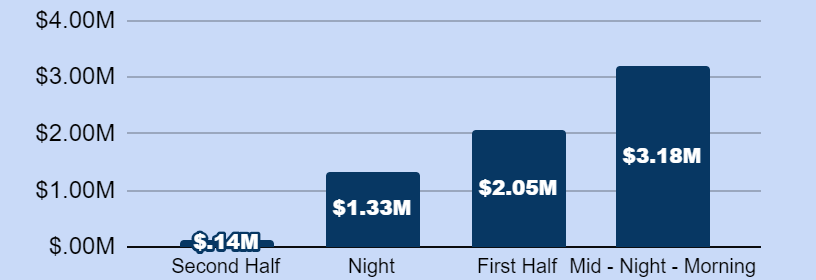 $4.00M
$3.00M
$2.00M
$1.00M
$.00M
$.14M
$1.33M
$2.05M
$3.18M
Second Half
Night
First Half
Mid - Night - Morning